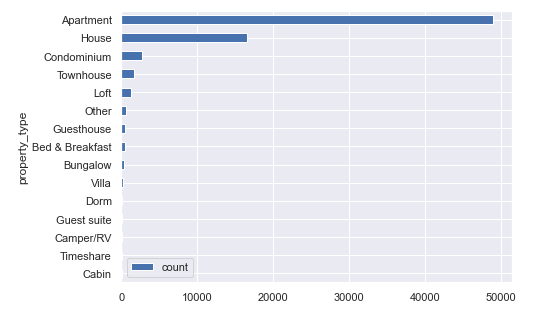 Apartment
House
Condominium
Townhouse
Loft
Other
Guesthouse
Bed & Breakfast
Bungalow
Villa
Dorm
Guest suite
Camper/RV
Timeshare
Cabin
property_type
count
0 10000 20000 30000 40000 50000